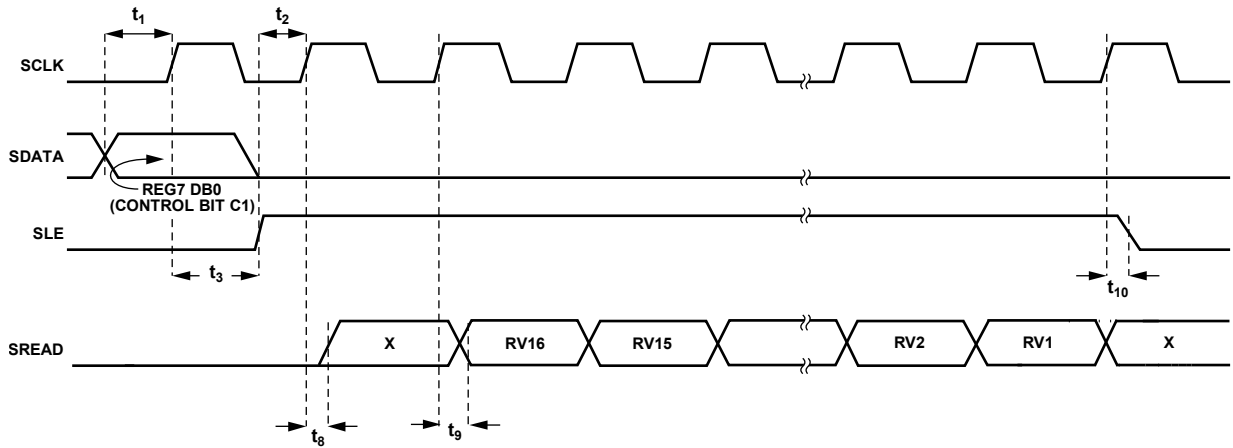 t1
t2
SCLK
SDATA
REG7 DB0
(CONTROL BIT C1)
SLE
t3
t10
SREAD
X
RV16
RV15
RV2
RV1
X
t8
t9